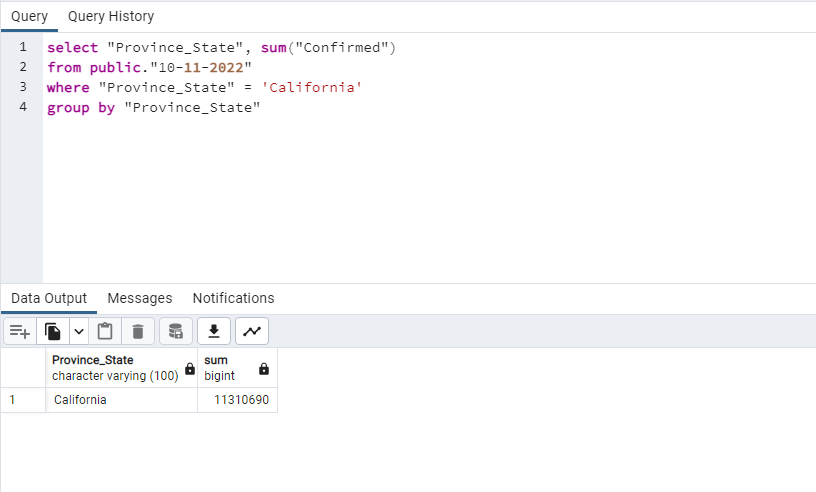 Query Query History
1 select "Province_State", sum("Confirmed")
2 from public."10-11-2022"
3 where "Province_State" = 'California'
4 group by "Province_State"
Data Output Messages Notifications
Province_State sum
character varying (100) bigint
1 California 11310690